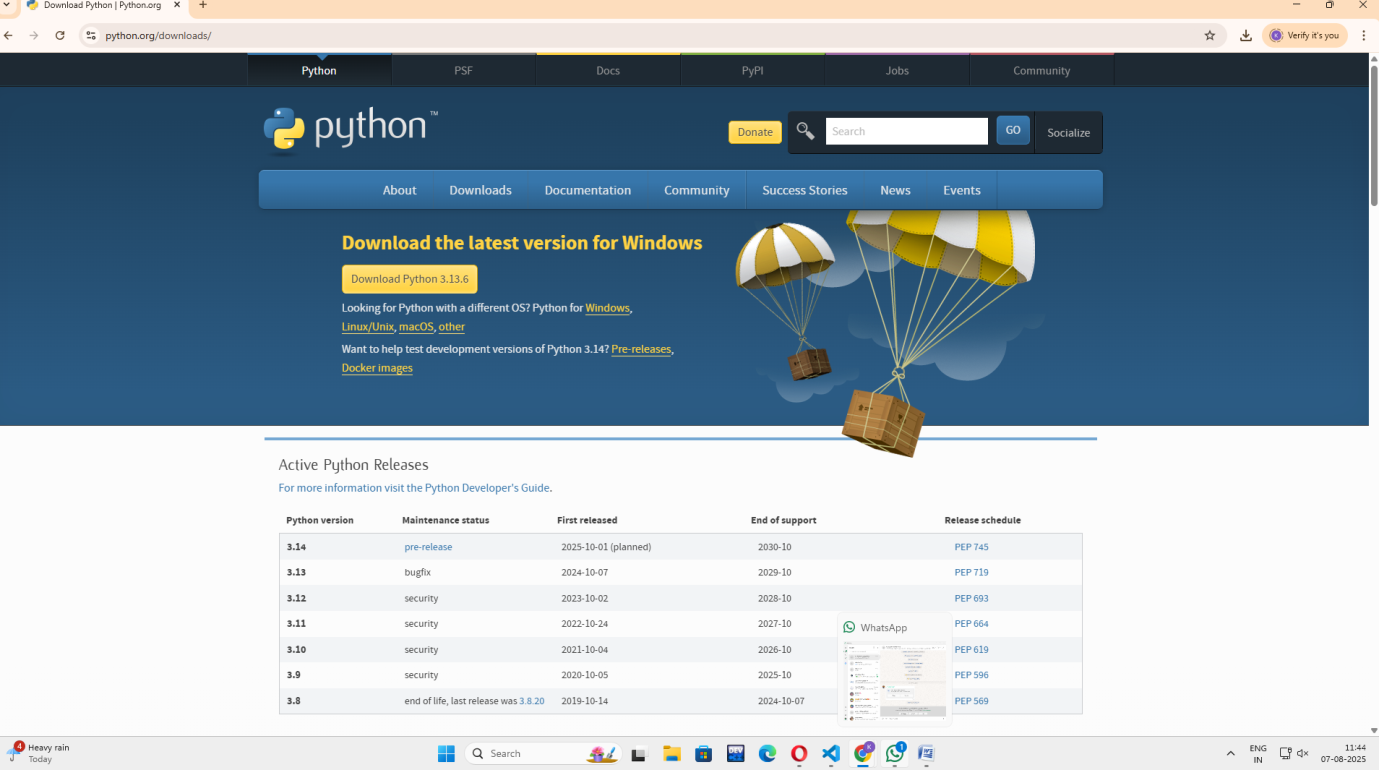 Download Python | Python.org
python.org/downloads/
K
Verify it's you
Python PSF Docs PyPI Jobs Community
python™
Donate
Search
GO
Socialize
About Downloads Documentation Community Success Stories News Events
Download the latest version for Windows
Download Python 3.13.6
Looking for Python with a different OS? Python for Windows,
Linux/Unix, macOS, other
Want to help test development versions of Python 3.14? Pre-releases,
Docker images
Active Python Releases
For more information visit the Python Developer's Guide.
Python version Maintenance status First released End of support Release schedule
3.14 pre-release 2025-10-01 (planned) 2030-10 PEP 745
3.13 bugfix 2024-10-07 2029-10 PEP 719
3.12 security 2023-10-02 2028-10 PEP 693
3.11 security 2022-10-24 2027-10 PEP 664
3.10 security 2021-10-04 2026-10 PEP 619
3.9 security 2020-10-05 2025-10 PEP 596
3.8 end of life, last release was 3.8.20 2019-10-14 2024-10-07 PEP 569
WhatsApp
4
Heavy rain
Today
Search
DEV
K
1
ENG
IN
11:44
07-08-2025